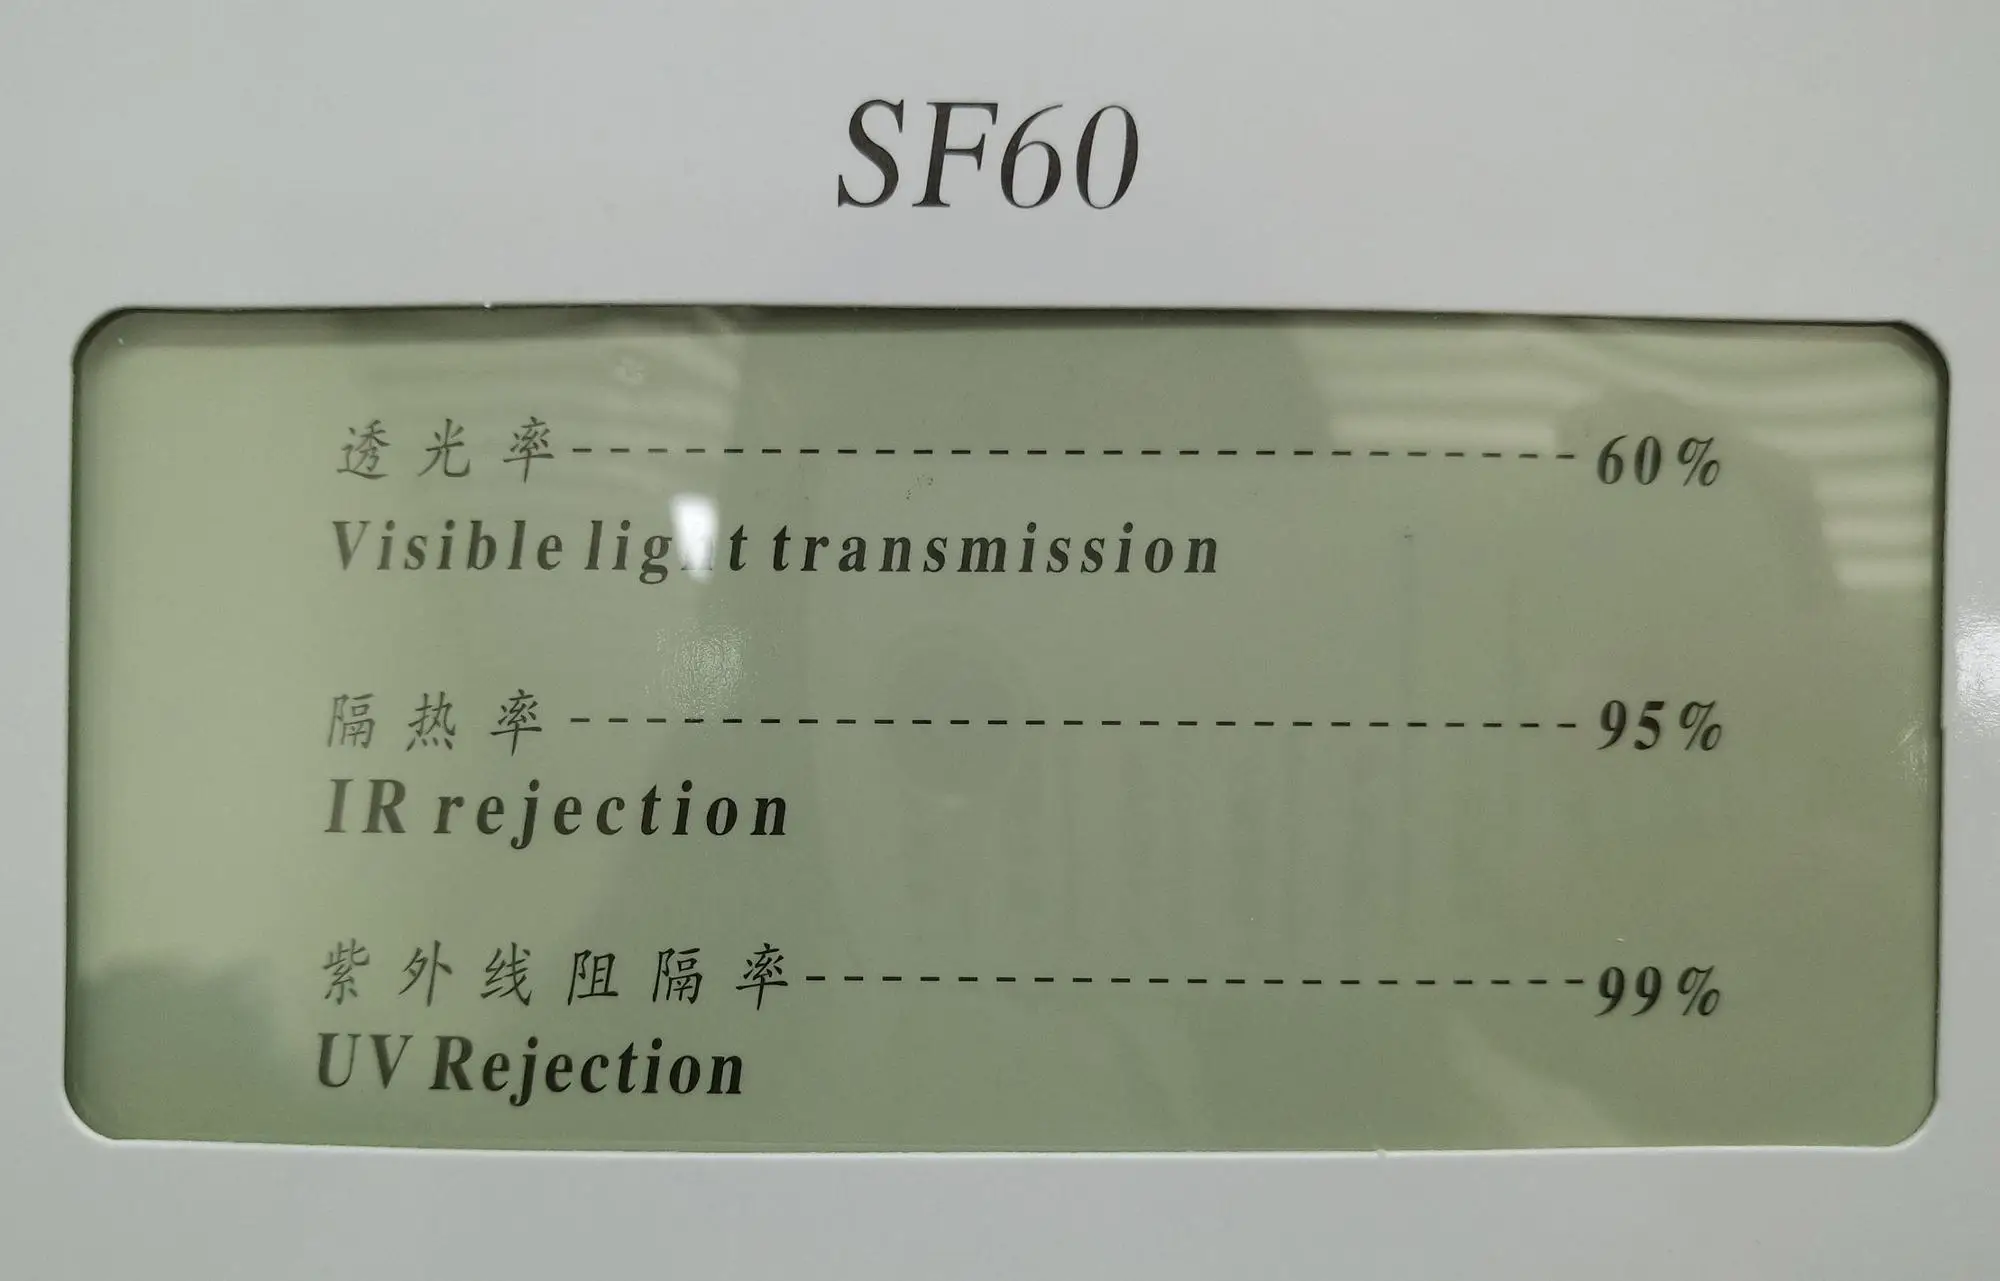 SF60
透光率---------------------------60%
Visible light transmission
隔热率---------------------------95%
IR rejection
紫外线阻隔率---------------------99%
UV Rejection